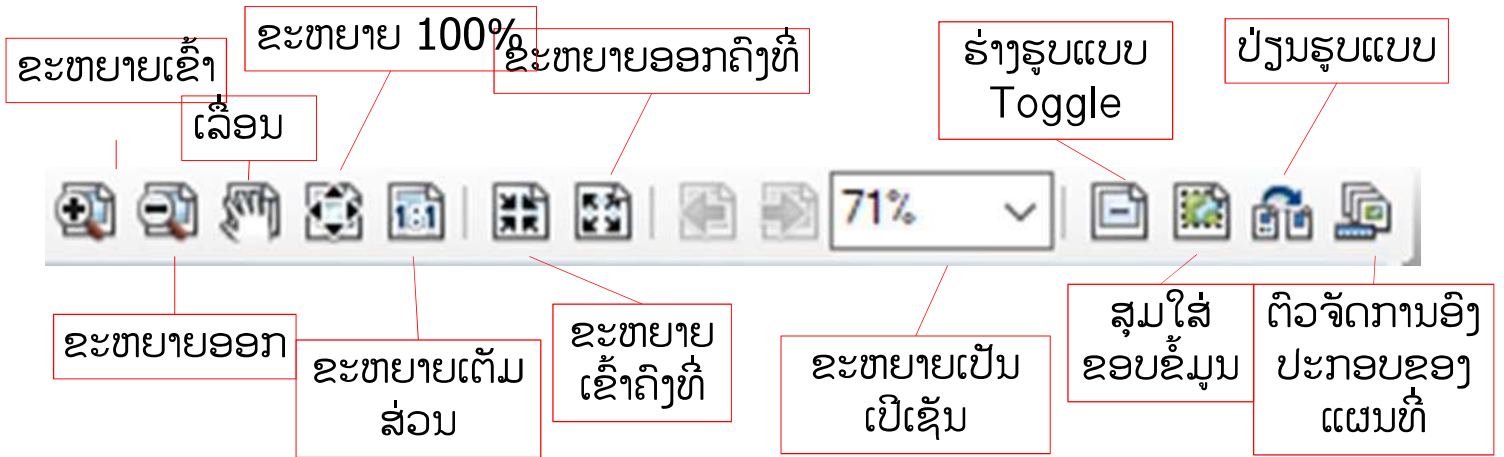 ຂະຫຍາຍເຂົ້າ
ເລື່ອນ
ຂະຫຍາຍ 100%
ຂະຫຍາຍອອກຄົງທີ່
ຮ່າງຮູບແບບ
Toggle
ປ່ຽນຮູບແບບ
1:1
71%
ຂະຫຍາຍອອກ
ຂະຫຍາຍເຕັມ
ສ່ວນ
ຂະຫຍາຍ
ເຂົ້າຄົງທີ່
ຂະຫຍາຍເປັນ
ເປີເຊັນ
ສຸມໃສ່
ຂອບຂໍ້ມູນ
ຕົວຈັດການອົງ
ປະກອບຂອງ
ແຜນທີ່